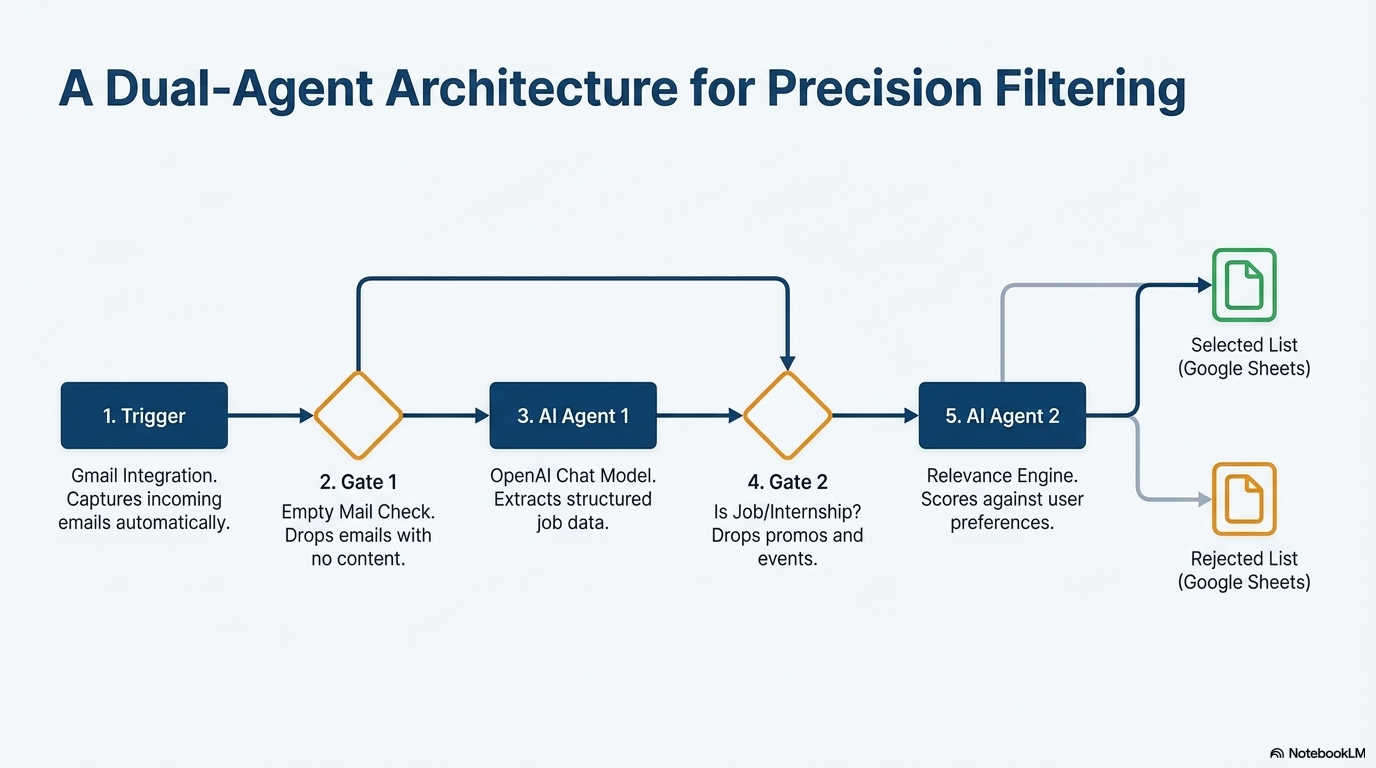 A Dual-Agent Architecture for Precision Filtering
1. Trigger
Gmail Integration.
Captures incoming
emails automatically.
2. Gate 1
Empty Mail Check.
Drops emails with
no content.
3. AI Agent 1
OpenAI Chat Model.
Extracts structured
job data.
4. Gate 2
Is Job/Internship?
Drops promos and
events.
5. AI Agent 2
Relevance Engine.
Scores against user
preferences.
Selected List
(Google Sheets)
Rejected List
(Google Sheets)
NotebookLM